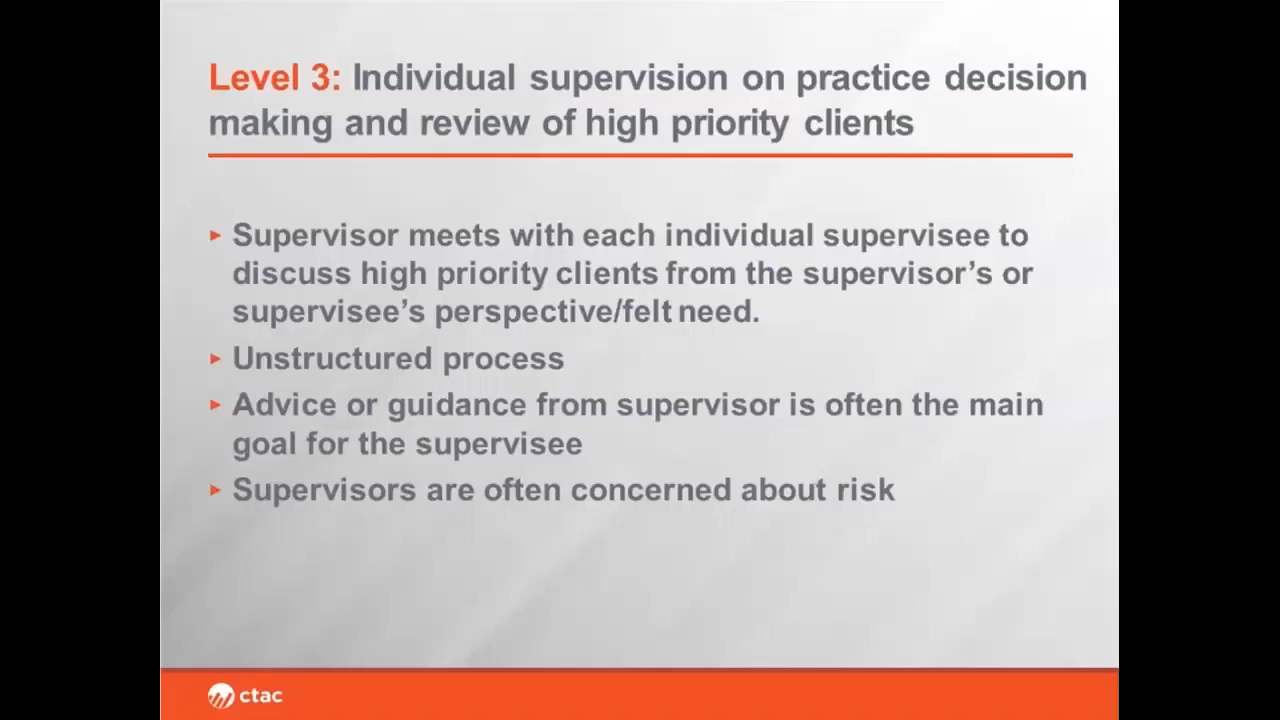 Level 3: Individual supervision on practice decision
making and review of high priority clients
▸ Supervisor meets with each individual supervisee to
discuss high priority clients from the supervisor’s or
supervisee’s perspective/felt need.
▸ Unstructured process
▸ Advice or guidance from supervisor is often the main
goal for the supervisee
▸ Supervisors are often concerned about risk
ctac